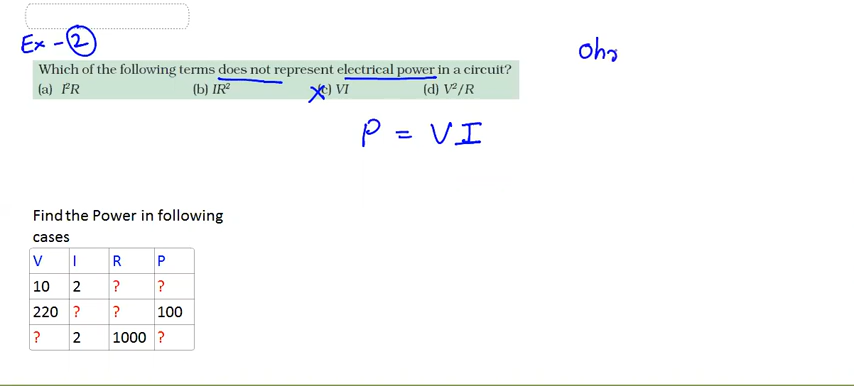 Ex - 2
Which of the following terms does not represent electrical power in a circuit?
(a) I²R (b) IR² (c) VI (d) V²/R
P = VI
Find the Power in following
cases
V I R P
10 2 ? ?
220 ? ? 100
? 2 1000 ?